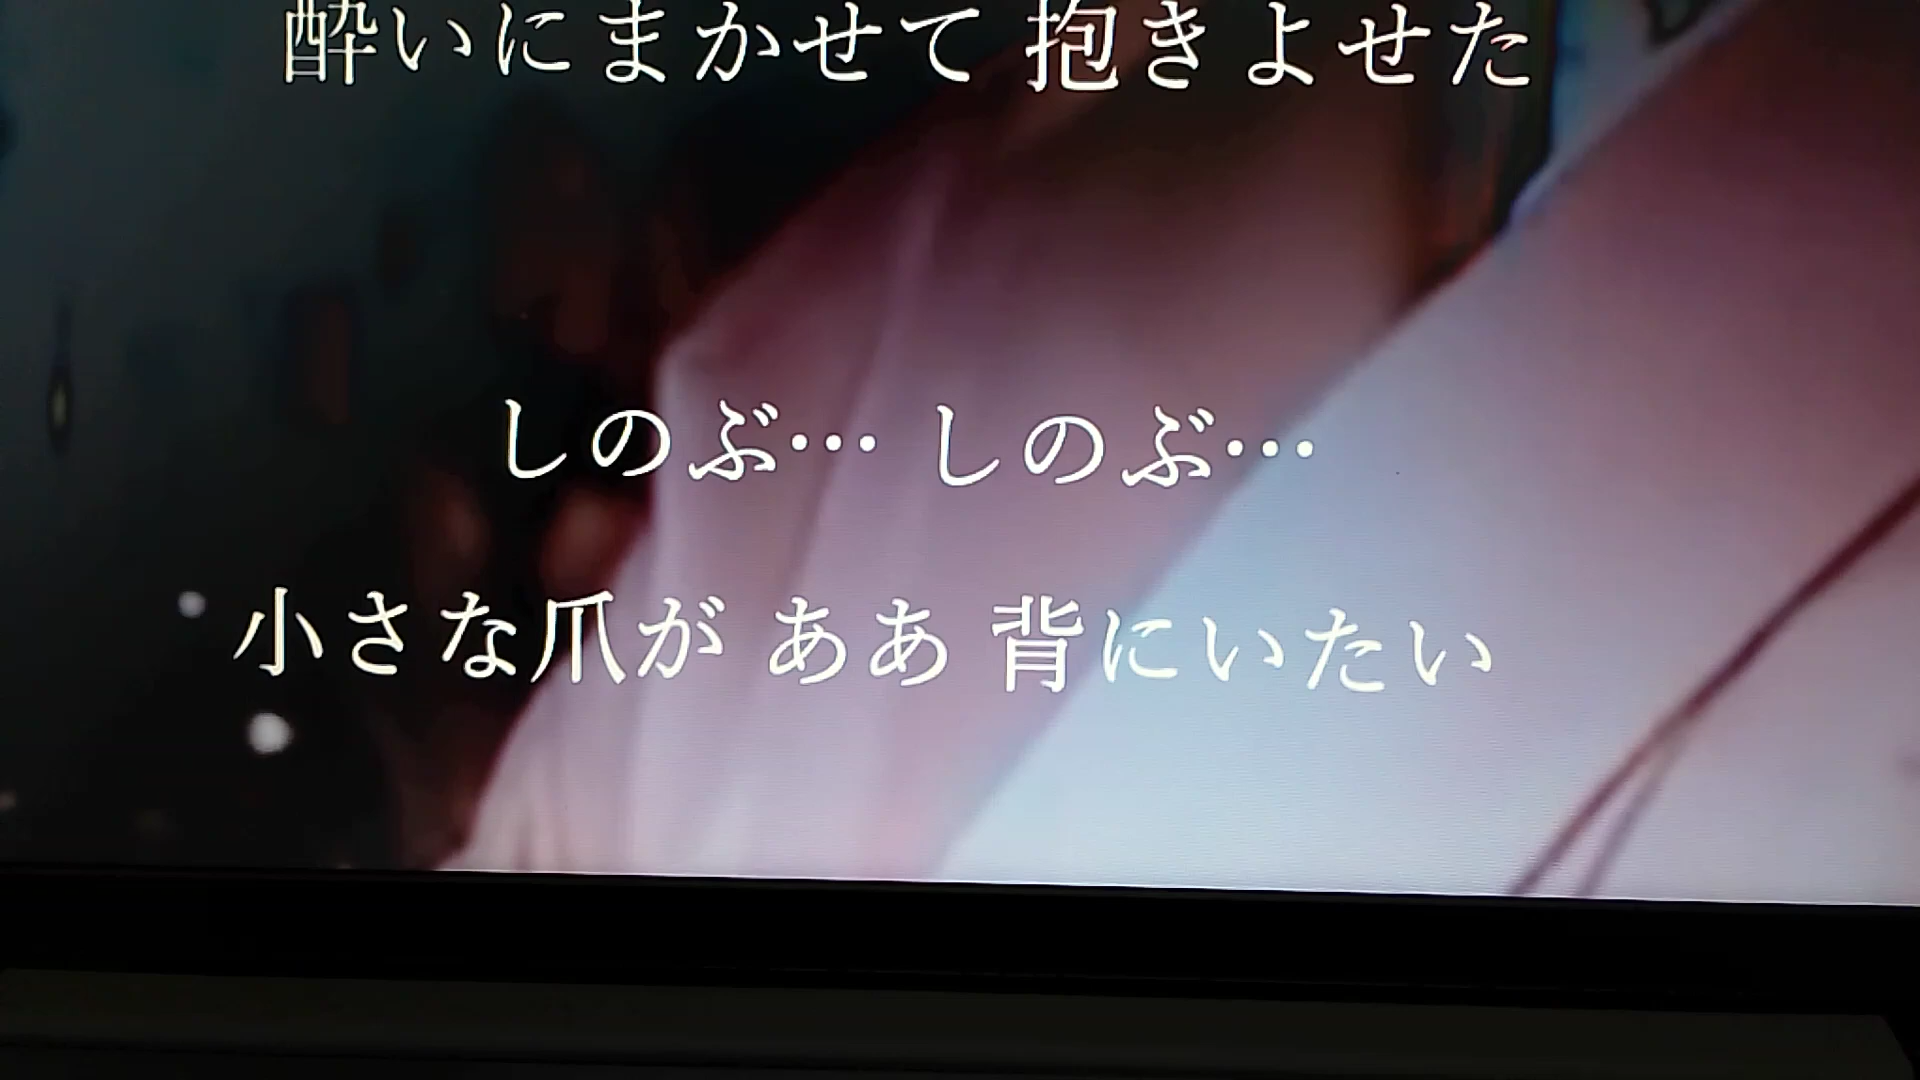 酔いにまかせて 抱きよせた
しのぶ… しのぶ…
小さな爪が ああ 背にいたい